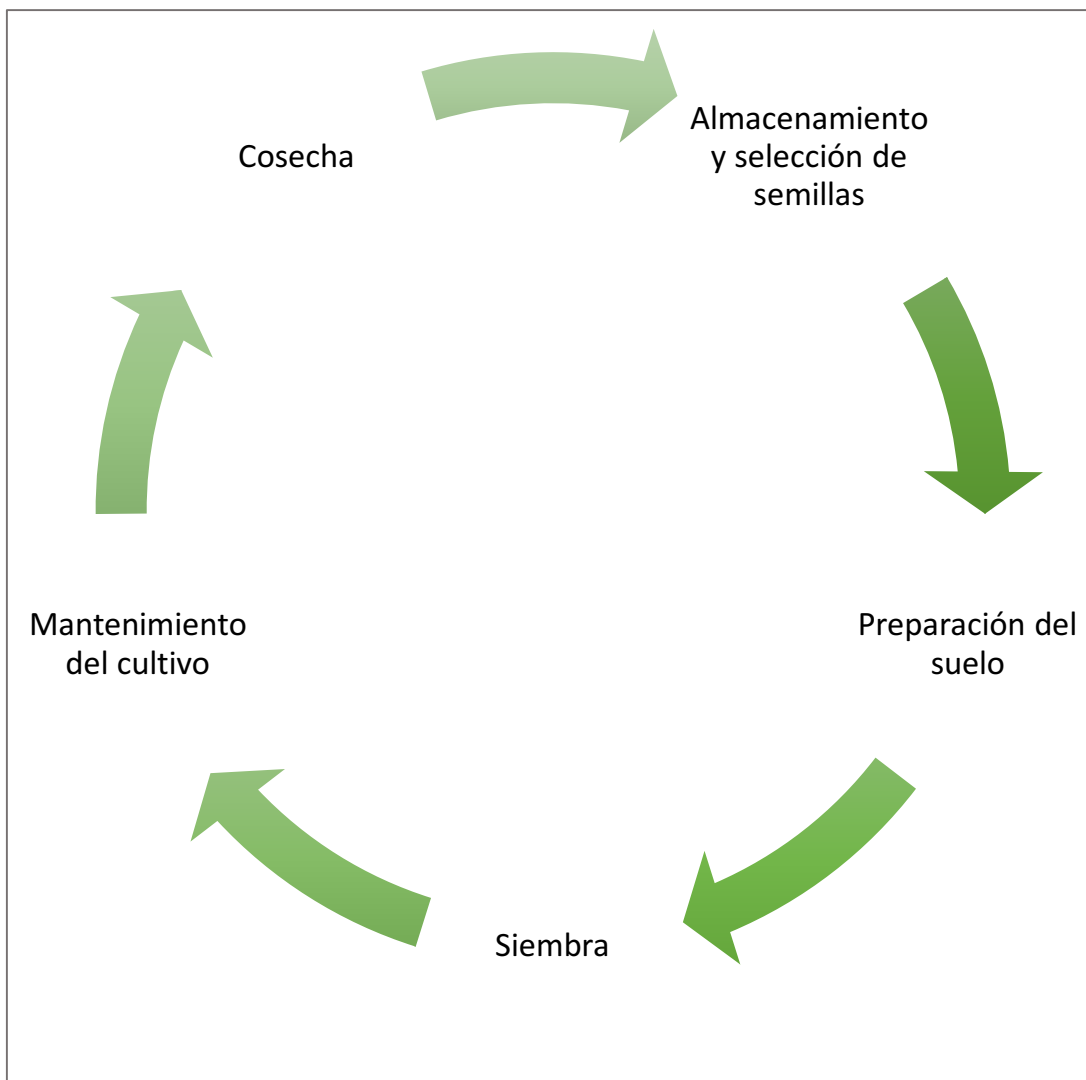 Cosecha
Almacenamiento
y selección de
semillas
Preparación del
suelo
Siembra
Mantenimiento
del cultivo